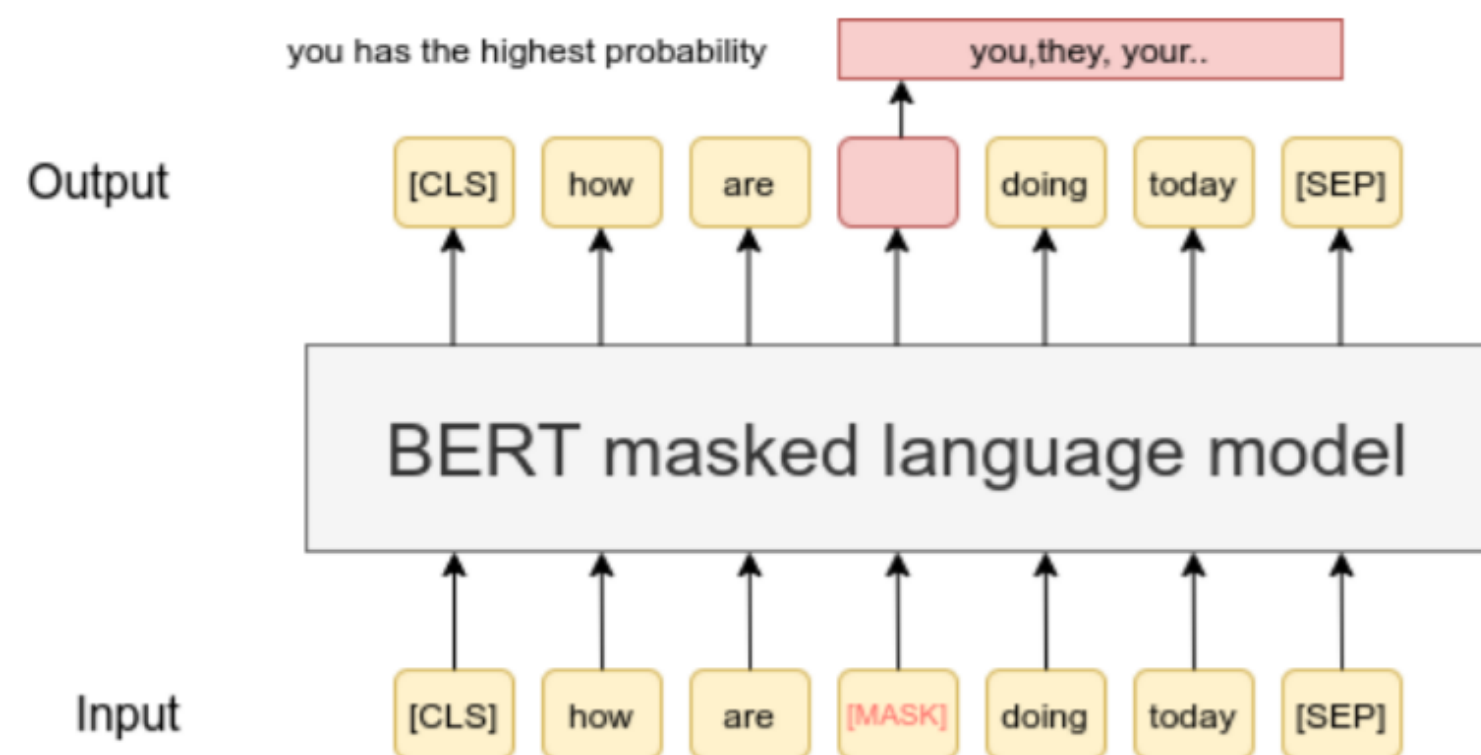 you has the highest probability you,they, your..
Output [CLS] how are doing today [SEP]
BERT masked language model
Input [CLS] how are [MASK] doing today [SEP]